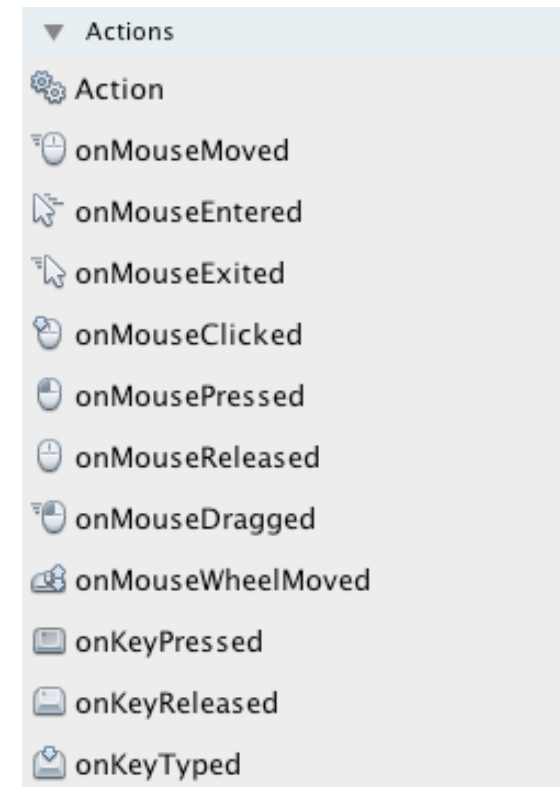 Actions
Action
onMouseMoved
onMouseEntered
onMouseExited
onMouseClicked
onMousePressed
onMouseReleased
onMouseDragged
onMouseWheelMoved
onKeyPressed
onKeyReleased
onKeyTyped